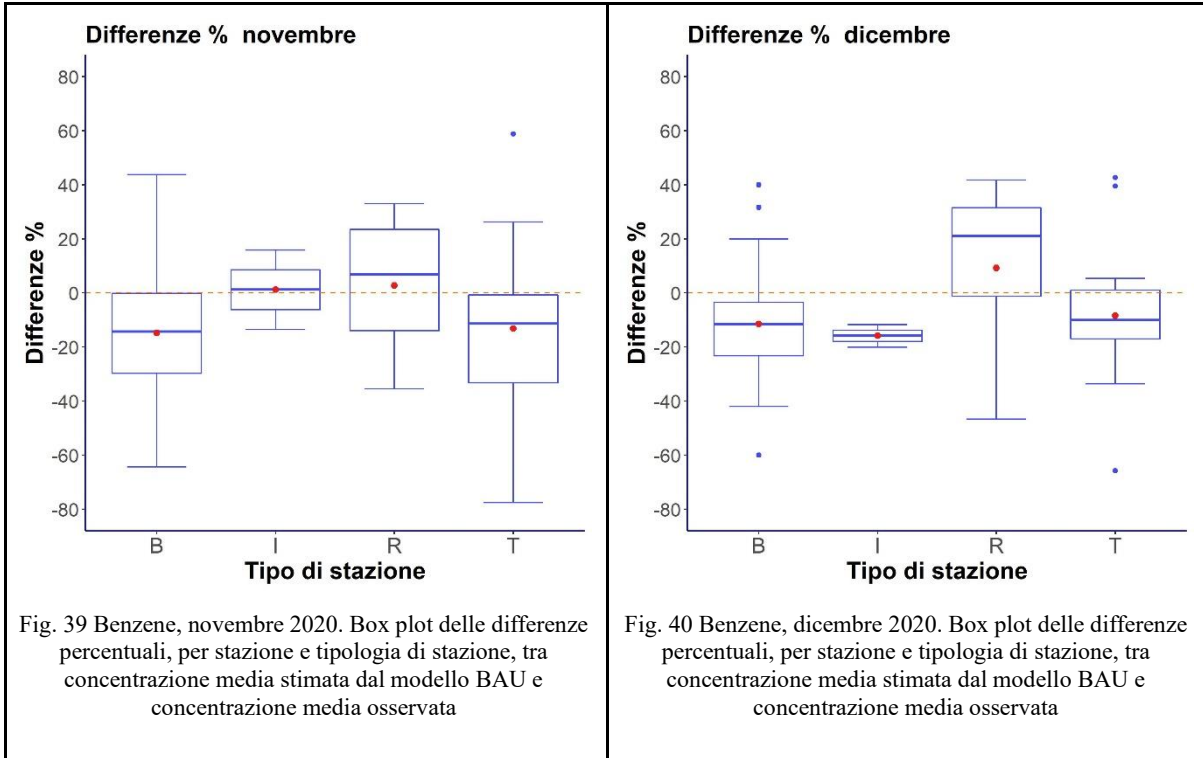 Differenze % novembre
80
60
40
20
0
-20
-40
-60
-80
Differenze %
B I R T
Tipo di stazione
Fig. 39 Benzene, novembre 2020. Box plot delle differenze
percentuali, per stazione e tipologia di stazione, tra
concentrazione media stimata dal modello BAU e
concentrazione media osservata
Differenze % dicembre
80
60
40
20
0
-20
-40
-60
-80
Differenze %
B I R T
Tipo di stazione
Fig. 40 Benzene, dicembre 2020. Box plot delle differenze
percentuali, per stazione e tipologia di stazione, tra
concentrazione media stimata dal modello BAU e
concentrazione media osservata